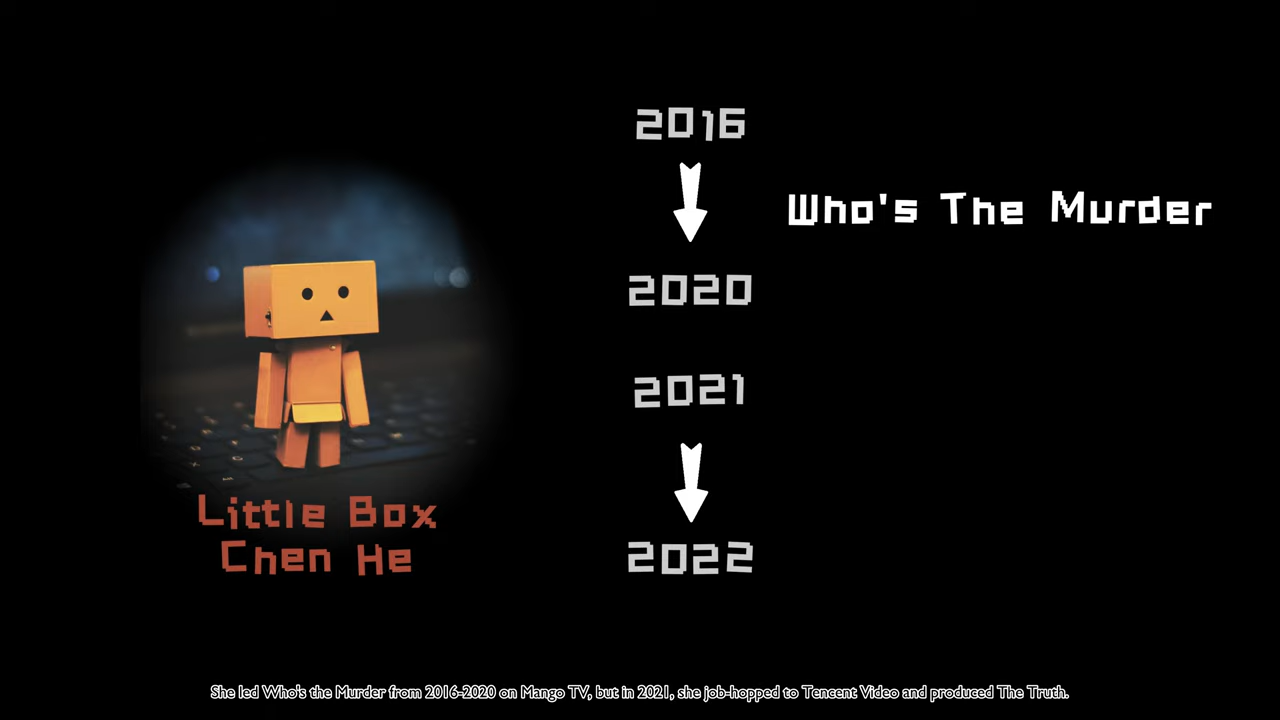 2016
Who's The Murder
2020
2021
2022
Little Box
Chen He
She led Who's the Murder from 2016-2020 on Mango TV, but in 2021, she job-hopped to Tencent Video and produced The Truth.